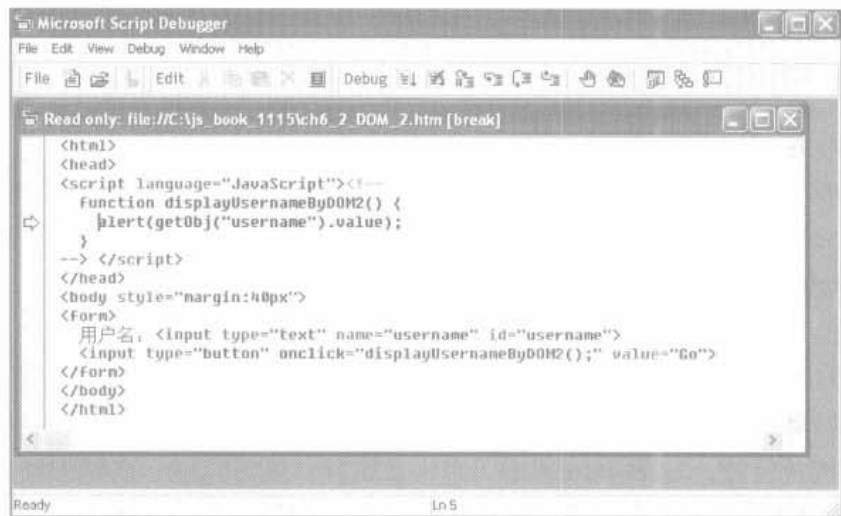 Microsoft Script Debugger
File Edit View Debug Window Help
File Edit Debug
Read only: file://C:\js_book_1115\ch6_2_DOM_2.htm [break]
<html>
<head>
<script language="JavaScript"><!--
function displayUsernameByDOM2() {
alert(getObj("username").value);
}
--> </script>
</head>
<body style="margin:40px">
<form>
用户名: <input type="text" name="username" id="username">
<input type="button" onclick="displayUsernameByDOM2();" value="Go">
</form>
</body>
</html>
Ready Ln 5